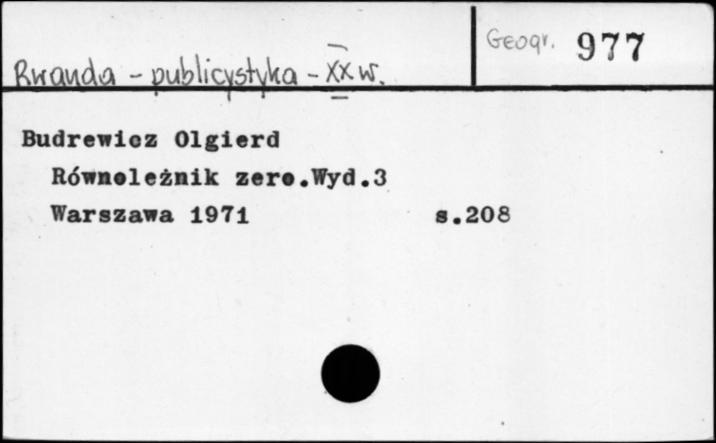 Geogr. 977
Rwanda - publicystyka - XX w.
Budrewicz Olgierd
Równoleżnik zero.Wyd.3
Warszawa 1971 s.208